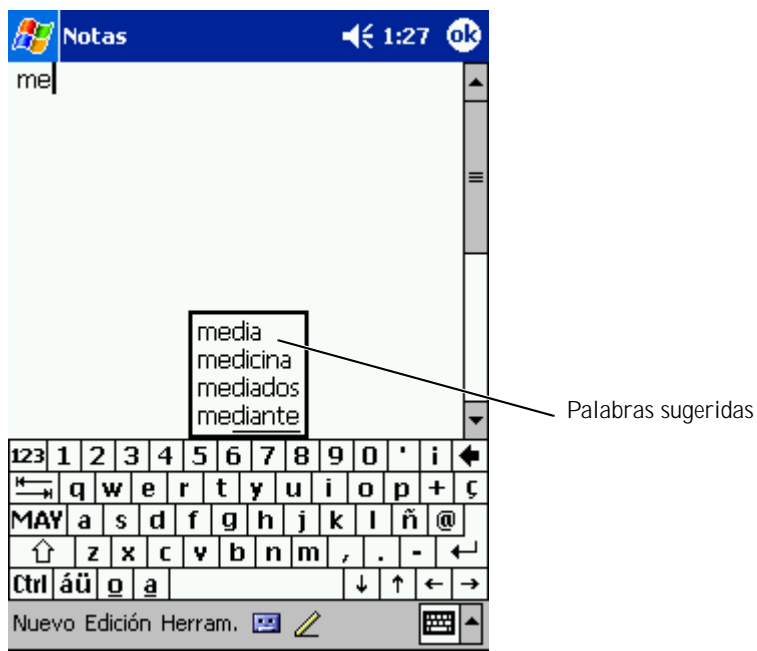 Notas 1:27 ok
me
media
medicina
mediados
mediante
Palabras sugeridas
123 1 2 3 4 5 6 7 8 9 0 ' ¡
q w e r t y u i o p + ç
MAY a s d f g h j k l ñ @
z x c v b n m , . -
Ctrl áü o a ↓ ↑ ← →
Nuevo Edición Herram.